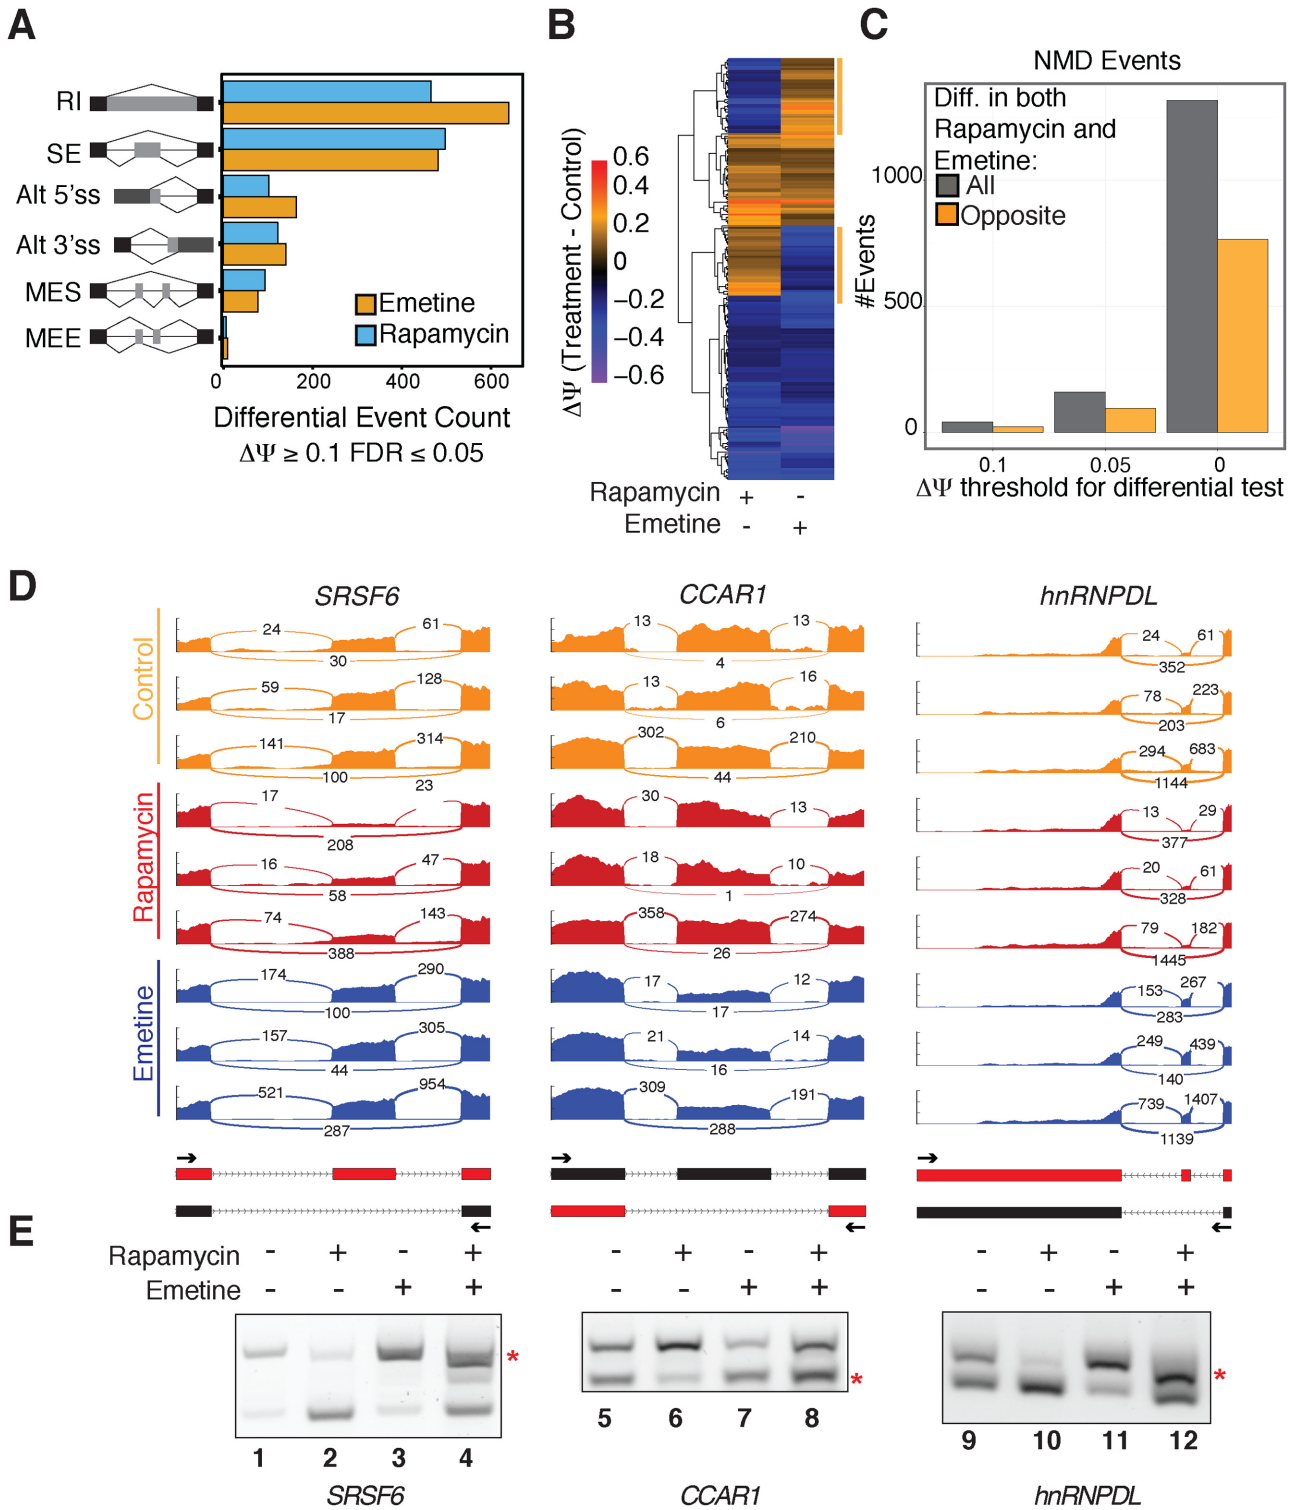 A
RI
SE
Alt 5'ss
Alt 3'ss
MES
MEE
Emetine
Rapamycin
0 200 400 600
Differential Event Count
ΔΨ ≥ 0.1 FDR ≤ 0.05
B
ΔΨ (Treatment - Control)
0.6
0.4
0.2
0
−0.2
−0.4
−0.6
Rapamycin + -
Emetine - +
C
NMD Events
Diff. in both
Rapamycin and
Emetine:
All
Opposite
#Events
1000
500
0
0.1 0.05 0
ΔΨ threshold for differential test
D
SRSF6 CCAR1 hnRNPDL
Control
24 61 30 13 13 4 24 61 352
59 128 17 13 16 6 78 223 203
141 314 100 302 210 44 294 683 1144
Rapamycin
17 23 208 30 13 13 29 377
16 47 58 18 10 1 20 61 328
74 143 388 358 274 26 79 182 1445
Emetine
174 290 100 17 12 17 153 267 283
157 305 44 21 14 16 249 439 140
521 954 287 309 191 288 739 1407 1139
E
Rapamycin - + - + - + - + - + - +
Emetine - - + + - - + + - - + +
* * *
1 2 3 4 5 6 7 8 9 10 11 12
SRSF6 CCAR1 hnRNPDL